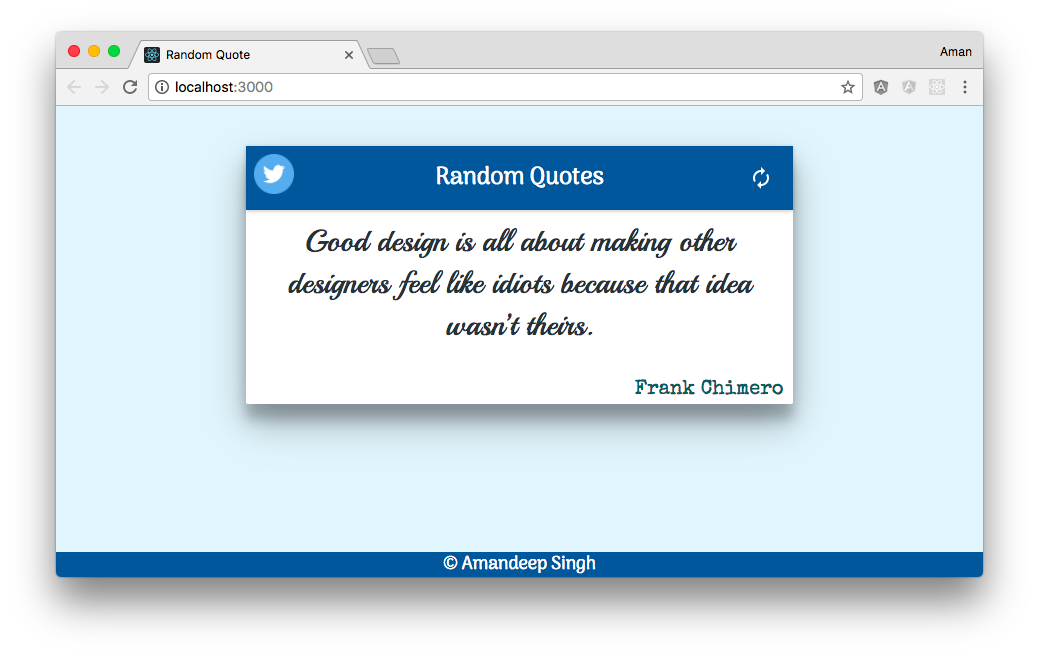 Random Quote
Aman
localhost:3000
Random Quotes
Good design is all about making other
designers feel like idiots because that idea
wasn't theirs.
Frank Chimero
© Amandeep Singh